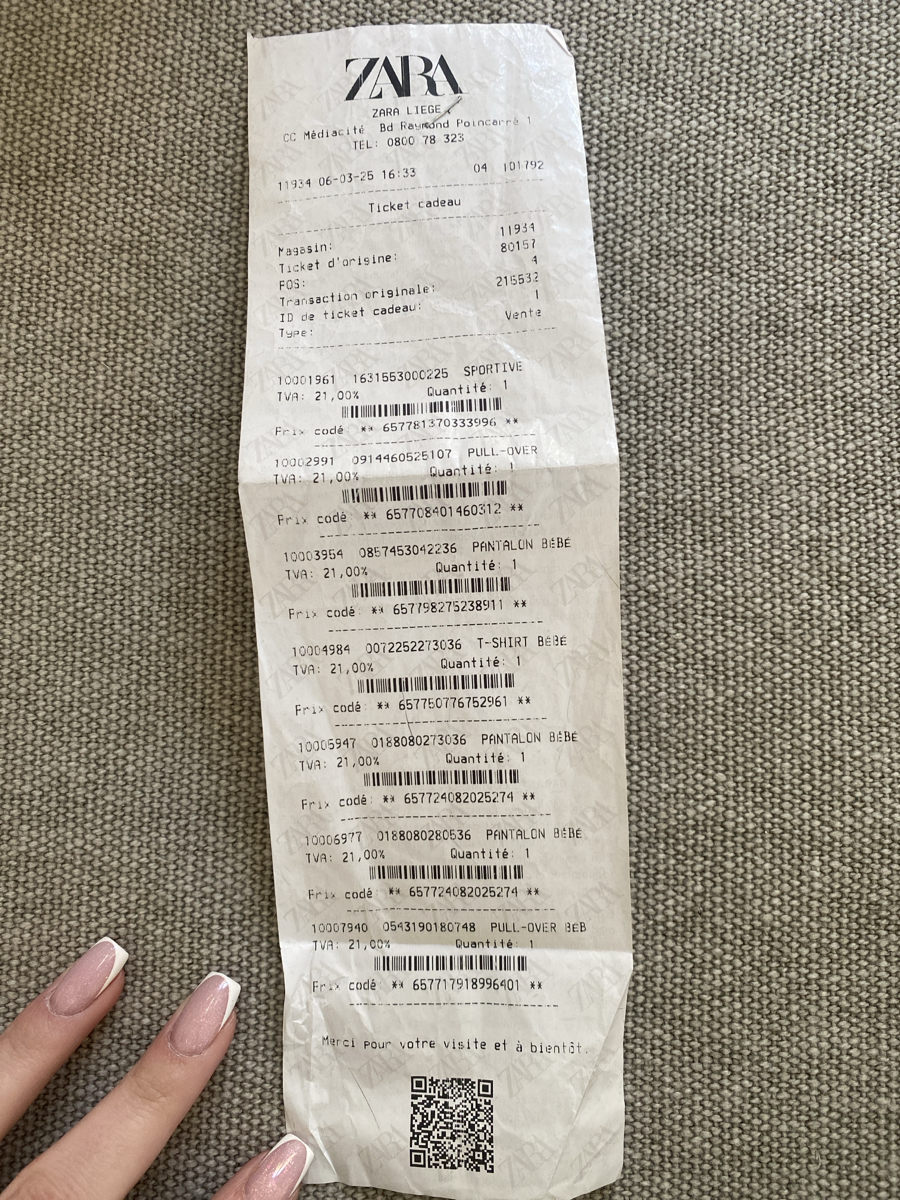 ZARA
ZARA LIEGE
CC Médiacité Bd Raymond Poincarré 1
TEL: 0800 78 323
11934 06-03-25 16:33 04 101792
Ticket cadeau
Magasin: 11934
Ticket d'origine: 80157
POS: 4
Transaction originale: 215532
ID de ticket cadeau: 1
Type: Vente
10001961 1631553000225 SPORTIVE
TVA: 21,00% Quantité: 1
Prix codé: ** 657781370333996 **
10002991 0914460525107 PULL-OVER
TVA: 21,00% Quantité: 1
Prix codé: ** 657708401460312 **
10003954 0857453042236 PANTALON BÉBÉ
TVA: 21,00% Quantité: 1
Prix codé: ** 657798275238911 **
10004984 0072252273036 T-SHIRT BÉBÉ
TVA: 21,00% Quantité: 1
Prix codé: ** 657750776752961 **
10005947 0188080273036 PANTALON BÉBÉ
TVA: 21,00% Quantité: 1
Prix codé: ** 657724082025274 **
10006977 0188080280536 PANTALON BÉBÉ
TVA: 21,00% Quantité: 1
Prix codé: ** 657724082025274 **
10007940 0543190180748 PULL-OVER BÉB
TVA: 21,00% Quantité: 1
Prix codé: ** 657717918996401 **
Merci pour votre visite et à bientôt.